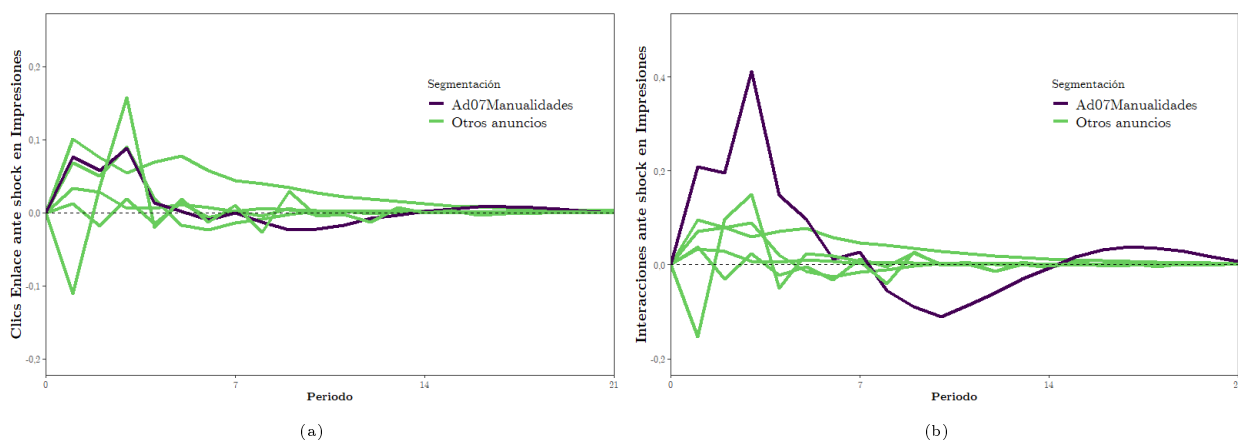 Clics Enlace ante shock en Impresiones
0,2
0,1
0,0
-0,1
-0,2
Segmentación
Ad07Manualidades
Otros anuncios
0
7
14
21
Periodo
(a)
Interacciones ante shock en Impresiones
0,4
0,2
0,0
-0,2
Segmentación
Ad07Manualidades
Otros anuncios
0
7
14
2
Periodo
(b)